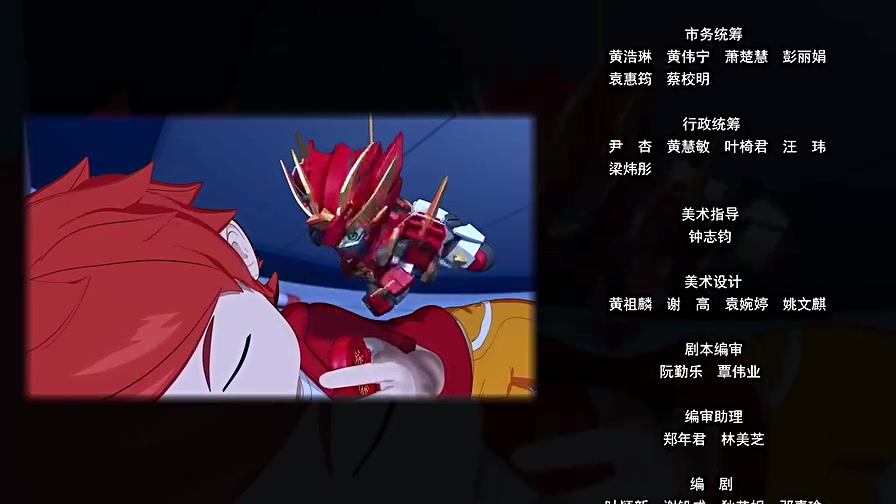 市务统筹
黄浩琳 黄伟宁 萧楚慧 彭丽娟
袁惠筠 蔡校明
行政统筹
尹 杏 黄慧敏 叶椅君 汪 玮
梁炜彤
美术指导
钟志钧
美术设计
黄祖麟 谢 高 袁婉婷 姚文麒
剧本编审
阮勤乐 覃伟业
编审助理
郑年君 林美芝
编 剧